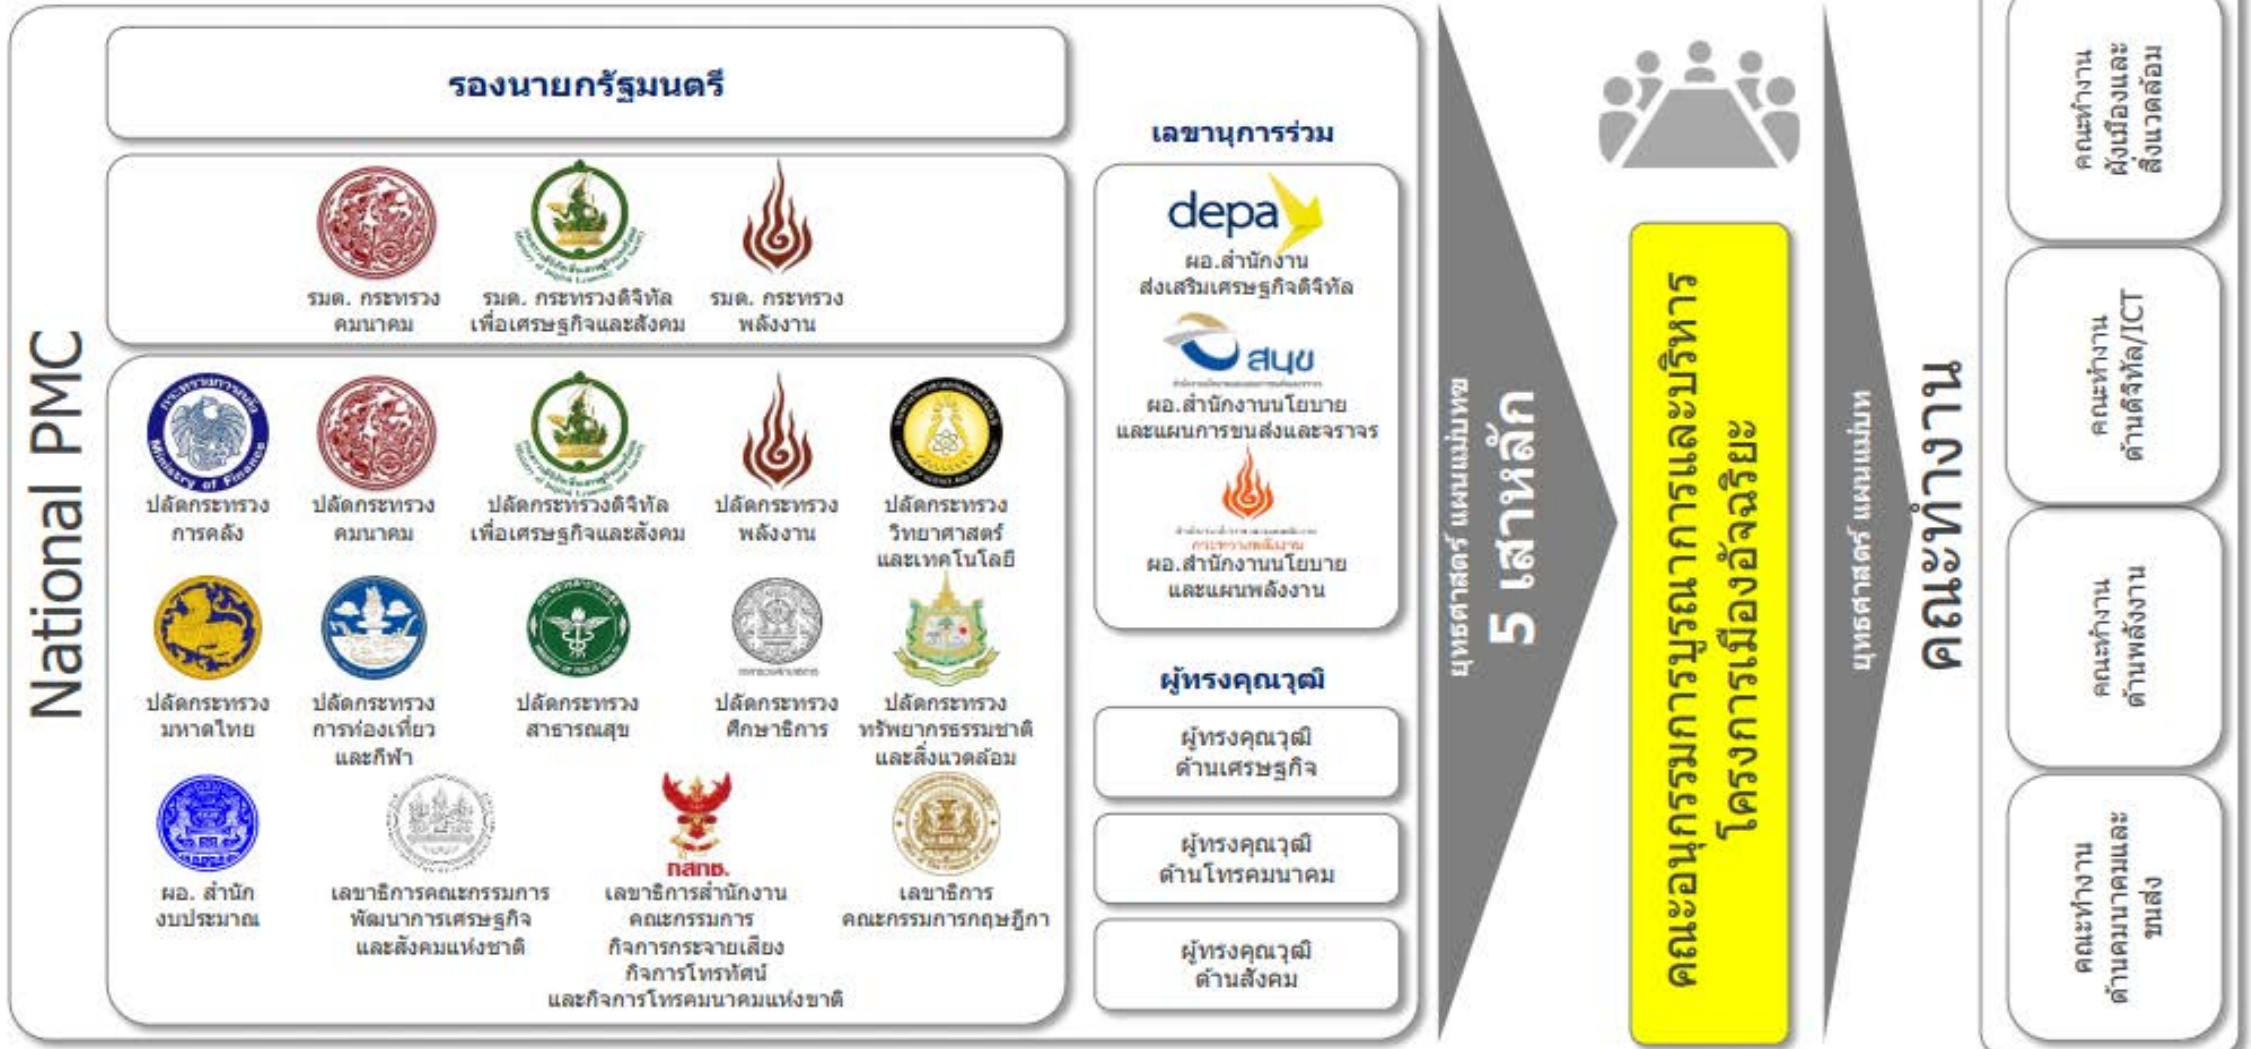 National PMC
รองนายกรัฐมนตรี
รมต. กระทรวง
คมนาคม
รมต. กระทรวงดิจิทัล
เพื่อเศรษฐกิจและสังคม
รมต. กระทรวง
พลังงาน
Ministry of Finance
ปลัดกระทรวง
การคลัง
ปลัดกระทรวง
คมนาคม
ปลัดกระทรวงดิจิทัล
เพื่อเศรษฐกิจและสังคม
ปลัดกระทรวง
พลังงาน
ปลัดกระทรวง
วิทยาศาสตร์
และเทคโนโลยี
ปลัดกระทรวง
มหาดไทย
ปลัดกระทรวง
การท่องเที่ยว
และกีฬา
ปลัดกระทรวง
สาธารณสุข
ปลัดกระทรวง
ศึกษาธิการ
ปลัดกระทรวง
ทรัพยากรธรรมชาติ
และสิ่งแวดล้อม
ผอ. สำนัก
งบประมาณ
เลขาธิการคณะกรรมการ
พัฒนาการเศรษฐกิจ
และสังคมแห่งชาติ
กสทช.
เลขาธิการสำนักงาน
คณะกรรมการ
กิจการกระจายเสียง
กิจการโทรทัศน์
และกิจการโทรคมนาคมแห่งชาติ
เลขาธิการ
คณะกรรมการกฤษฎีกา
เลขานุการร่วม
depa
ผอ.สำนักงาน
ส่งเสริมเศรษฐกิจดิจิทัล
สนข
ผอ.สำนักงานนโยบาย
และแผนการขนส่งและจราจร
กระทรวงพลังงาน
ผอ.สำนักงานนโยบาย
และแผนพลังงาน
ผู้ทรงคุณวุฒิ
ผู้ทรงคุณวุฒิ
ด้านเศรษฐกิจ
ผู้ทรงคุณวุฒิ
ด้านโทรคมนาคม
ผู้ทรงคุณวุฒิ
ด้านสังคม
ยุทธศาสตร์ แผนแม่บทข
5 เสาหลัก
คณะอนุกรรมการบูรณาการและบริหาร
โครงการเมืองอัจฉริยะ
ยุทธศาสตร์ แผนแม่บท
คณะทำงาน
คณะทำงาน
ผังเมืองและ
สิ่งแวดล้อม
คณะทำงาน
ด้านดิจิทัล/ICT
คณะทำงาน
ด้านพลังงาน
คณะทำงาน
ด้านคมนาคมและ
ขนส่ง